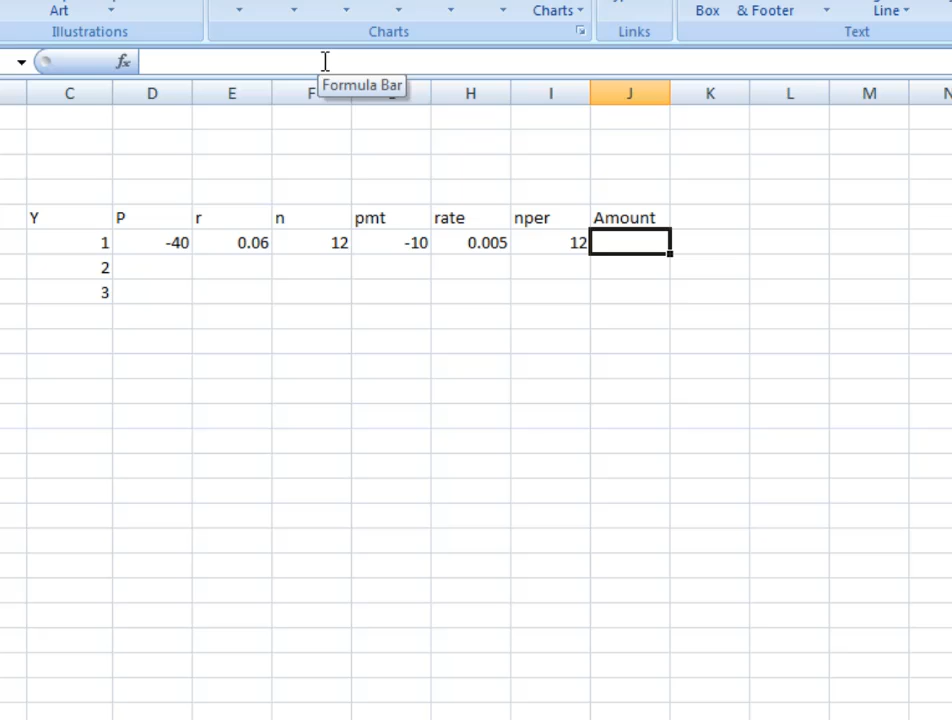 Art Charts Box & Footer Line
Illustrations Charts Links Text
fx
Formula Bar
C D E F H I J K L M N
Y P r n pmt rate nper Amount
1 -40 0.06 12 -10 0.005 12
2
3